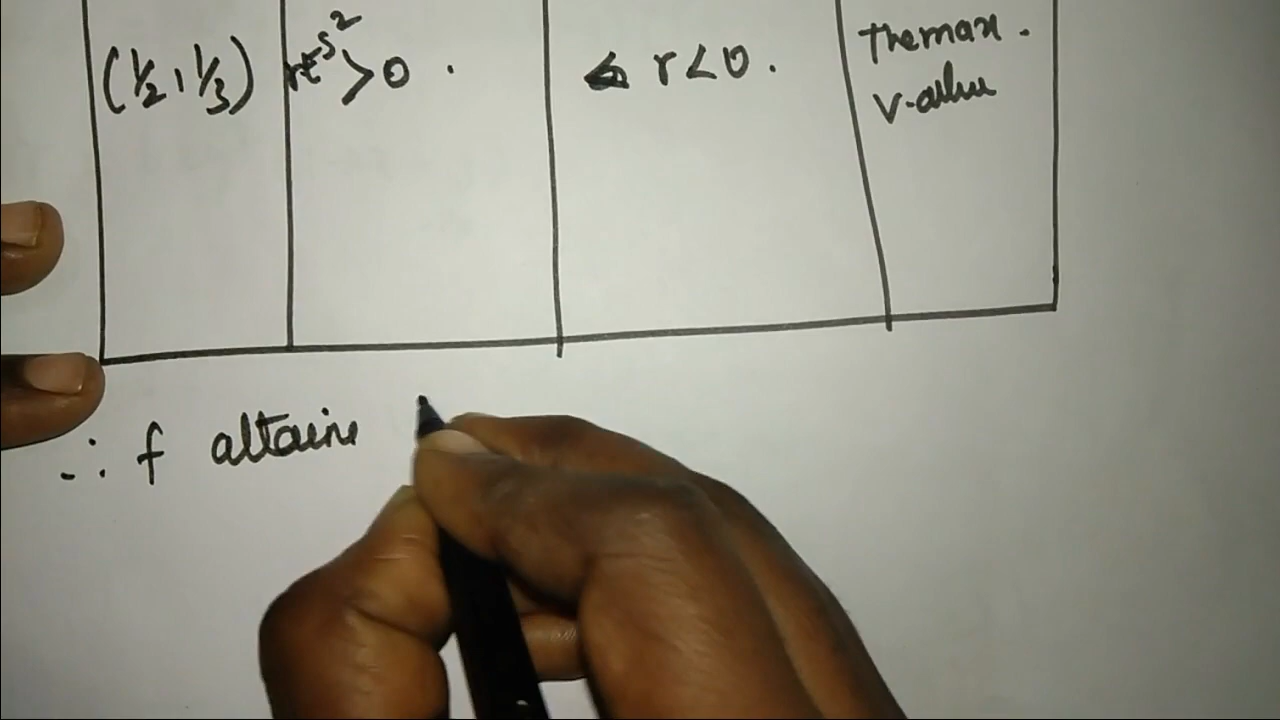 (1/2, 1/3) rt-s² >0 . r<0 . The max .
value
∴ f attains